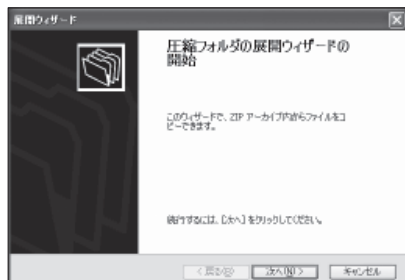 展開ウィザード
圧縮フォルダの展開ウィザードの
開始
このウィザードで、ZIP アーカイブ内からファイルをコ
ピーできます。
続行するには、[次へ] をクリックしてください。
< 戻る(B) 次へ(N) > キャンセル